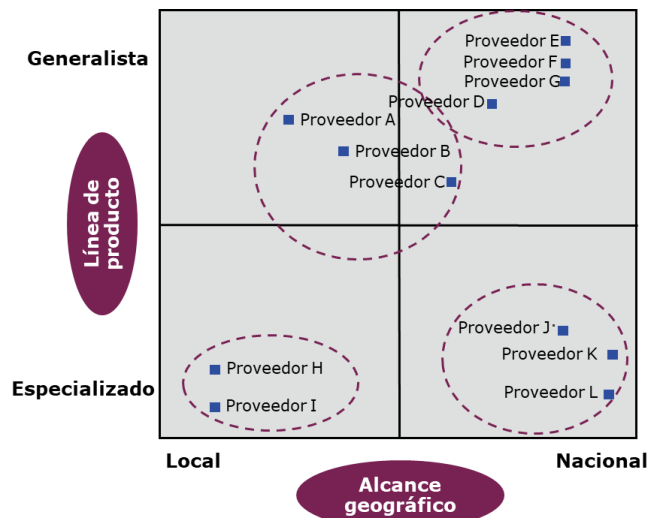 Generalista
Proveedor E
Proveedor F
Proveedor G
Proveedor D
Proveedor A
Proveedor B
Proveedor C
Línea de
producto
Proveedor J
Proveedor K
Proveedor H
Especializado
Proveedor L
Proveedor I
Local
Nacional
Alcance
geográfico